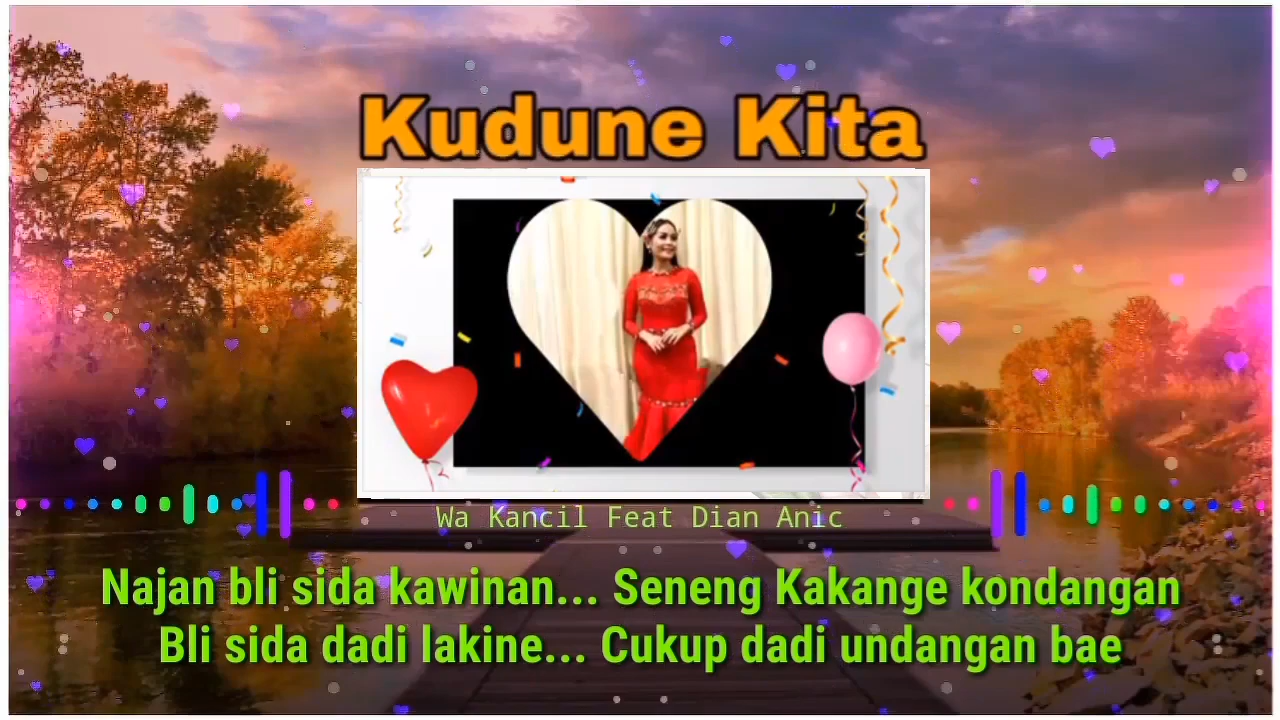 Kudune Kita
Wa Kancil Feat Dian Anic
Najan bli sida kawinan... Seneng Kakange kondangan
Bli sida dadi lakine... Cukup dadi undangan bae